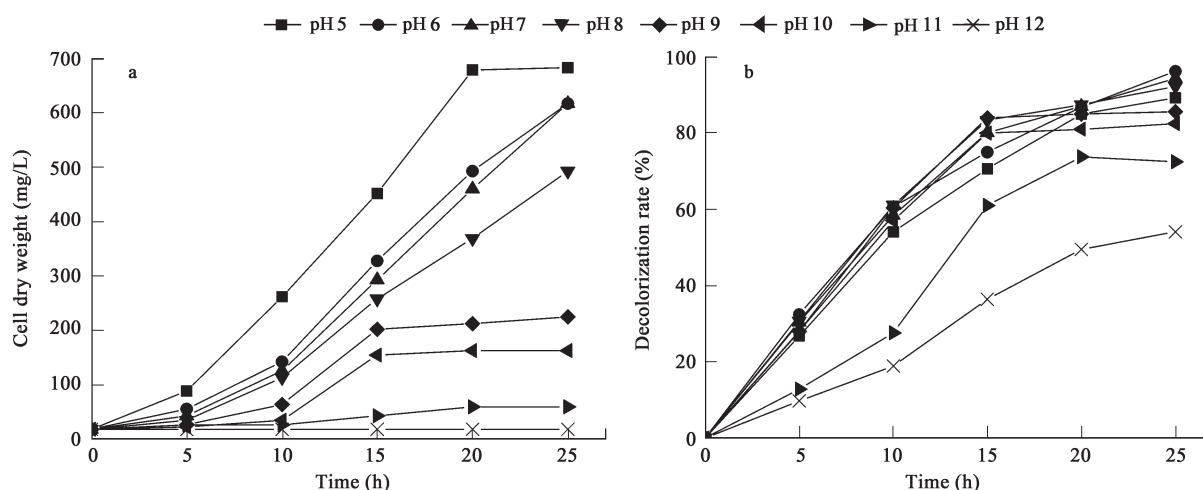 pH 5 pH 6 pH 7 pH 8 pH 9 pH 10 pH 11 pH 12
a
700
600
500
400
300
200
100
0
Cell dry weight (mg/L)
0 5 10 15 20 25
Time (h)
b
100
80
60
40
20
0
Decolorization rate (%)
0 5 10 15 20 25
Time (h)